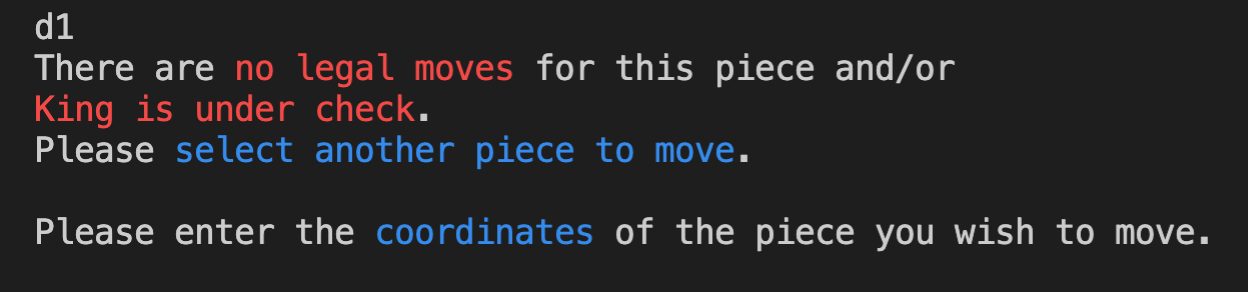 d1
There are no legal moves for this piece and/or
King is under check.
Please select another piece to move.
Please enter the coordinates of the piece you wish to move.